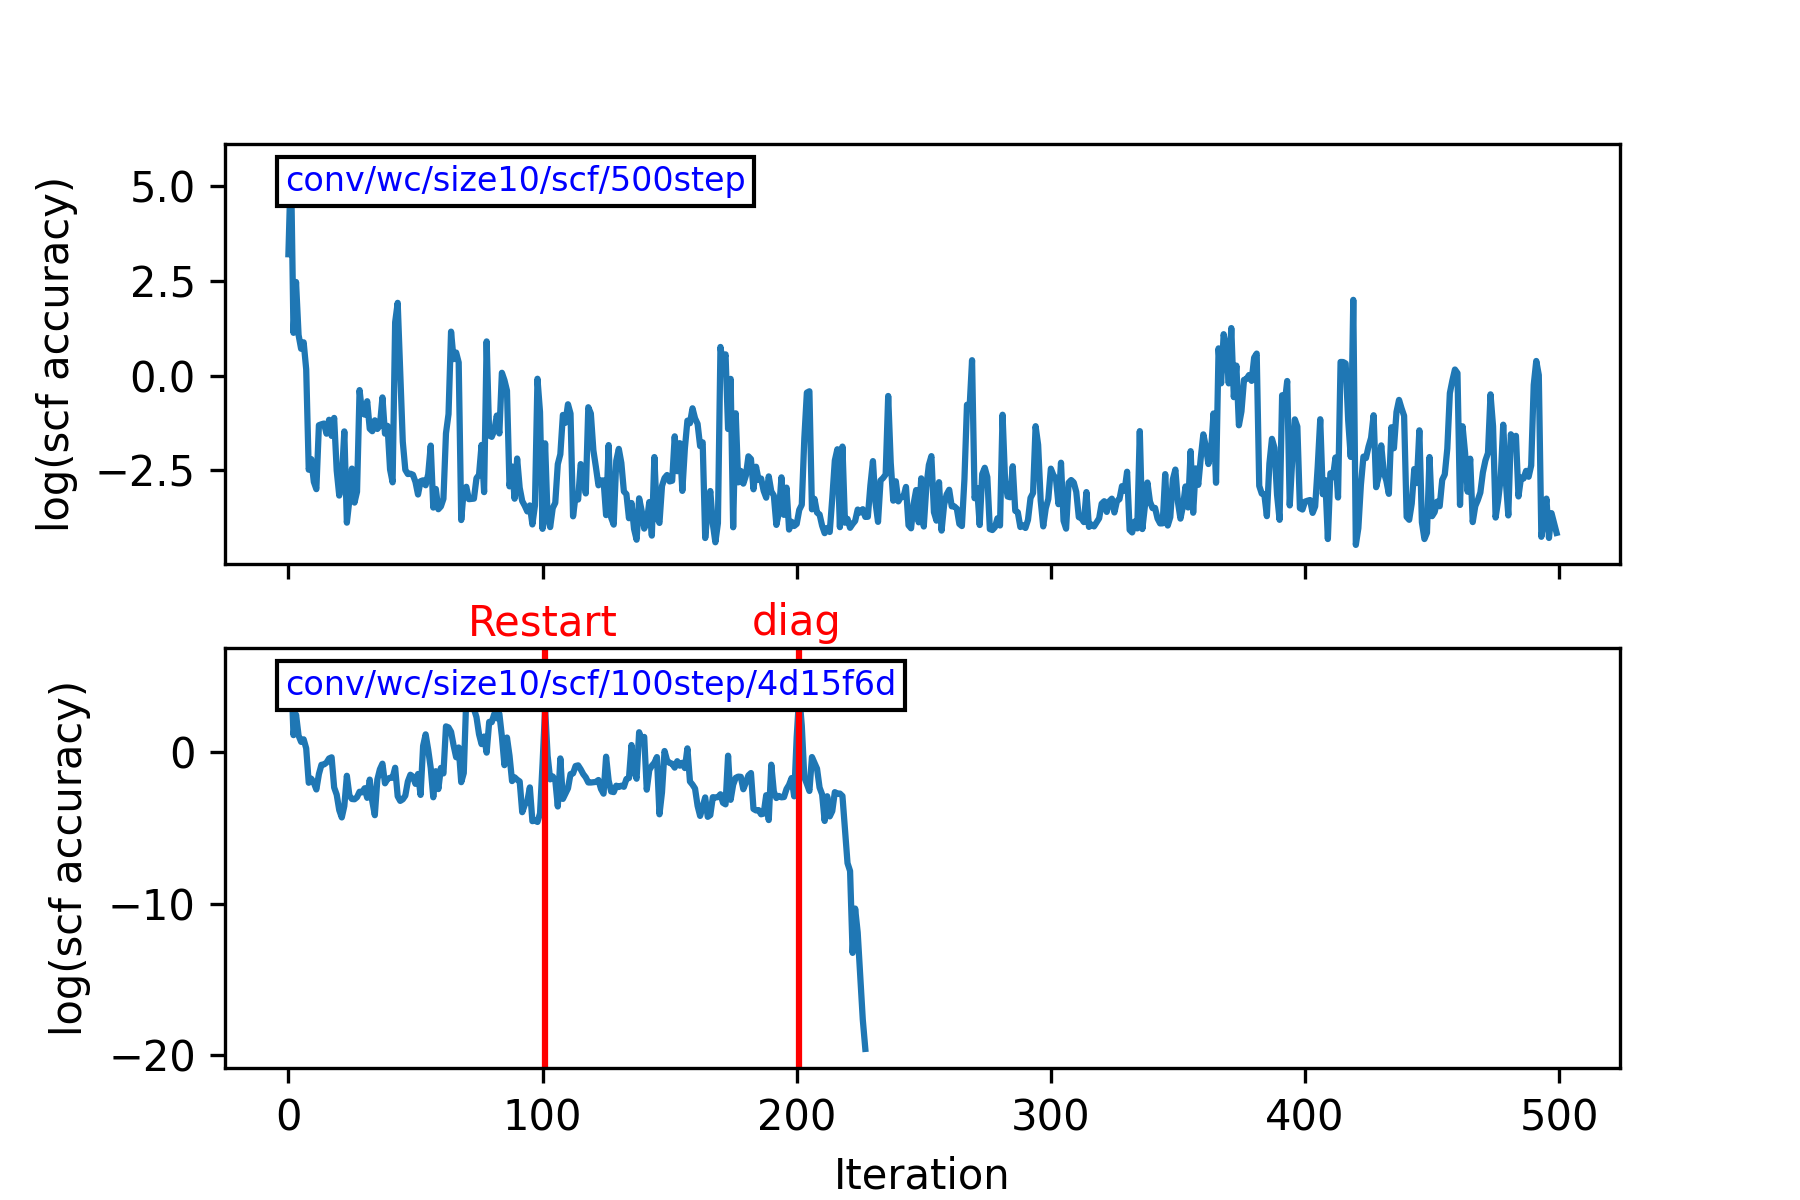 conv/wc/size10/scf/500step
log(scf accuracy)
5.0
2.5
0.0
−2.5
Restart
diag
conv/wc/size10/scf/100step/4d15f6d
log(scf accuracy)
0
−10
−20
0 100 200 300 400 500
Iteration